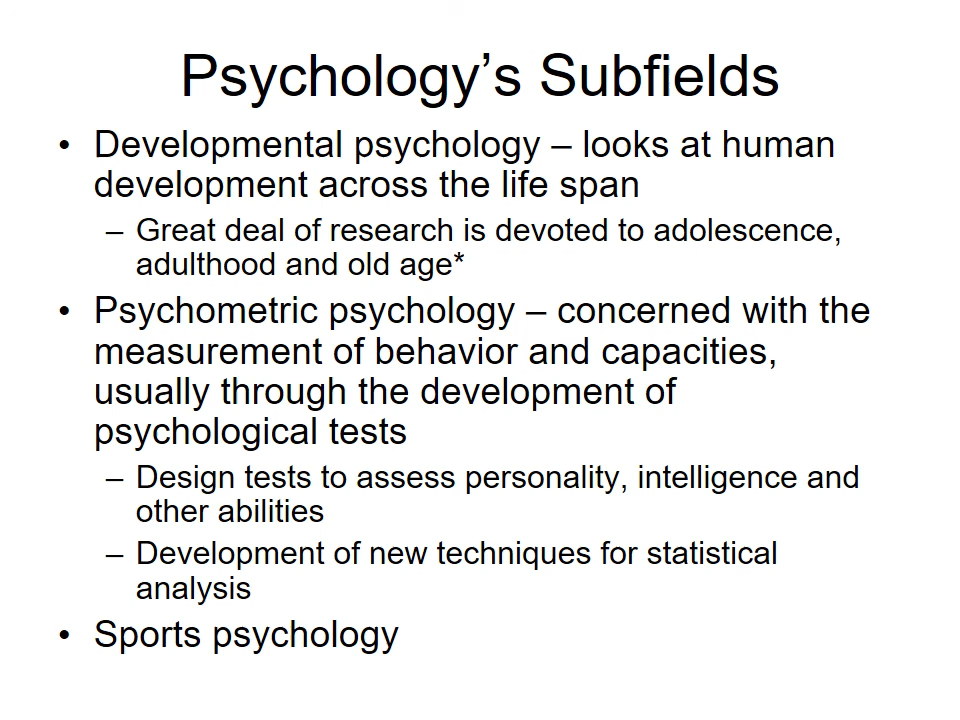 Psychology’s Subfields
• Developmental psychology – looks at human
development across the life span
– Great deal of research is devoted to adolescence,
adulthood and old age*
• Psychometric psychology – concerned with the
measurement of behavior and capacities,
usually through the development of
psychological tests
– Design tests to assess personality, intelligence and
other abilities
– Development of new techniques for statistical
analysis
• Sports psychology